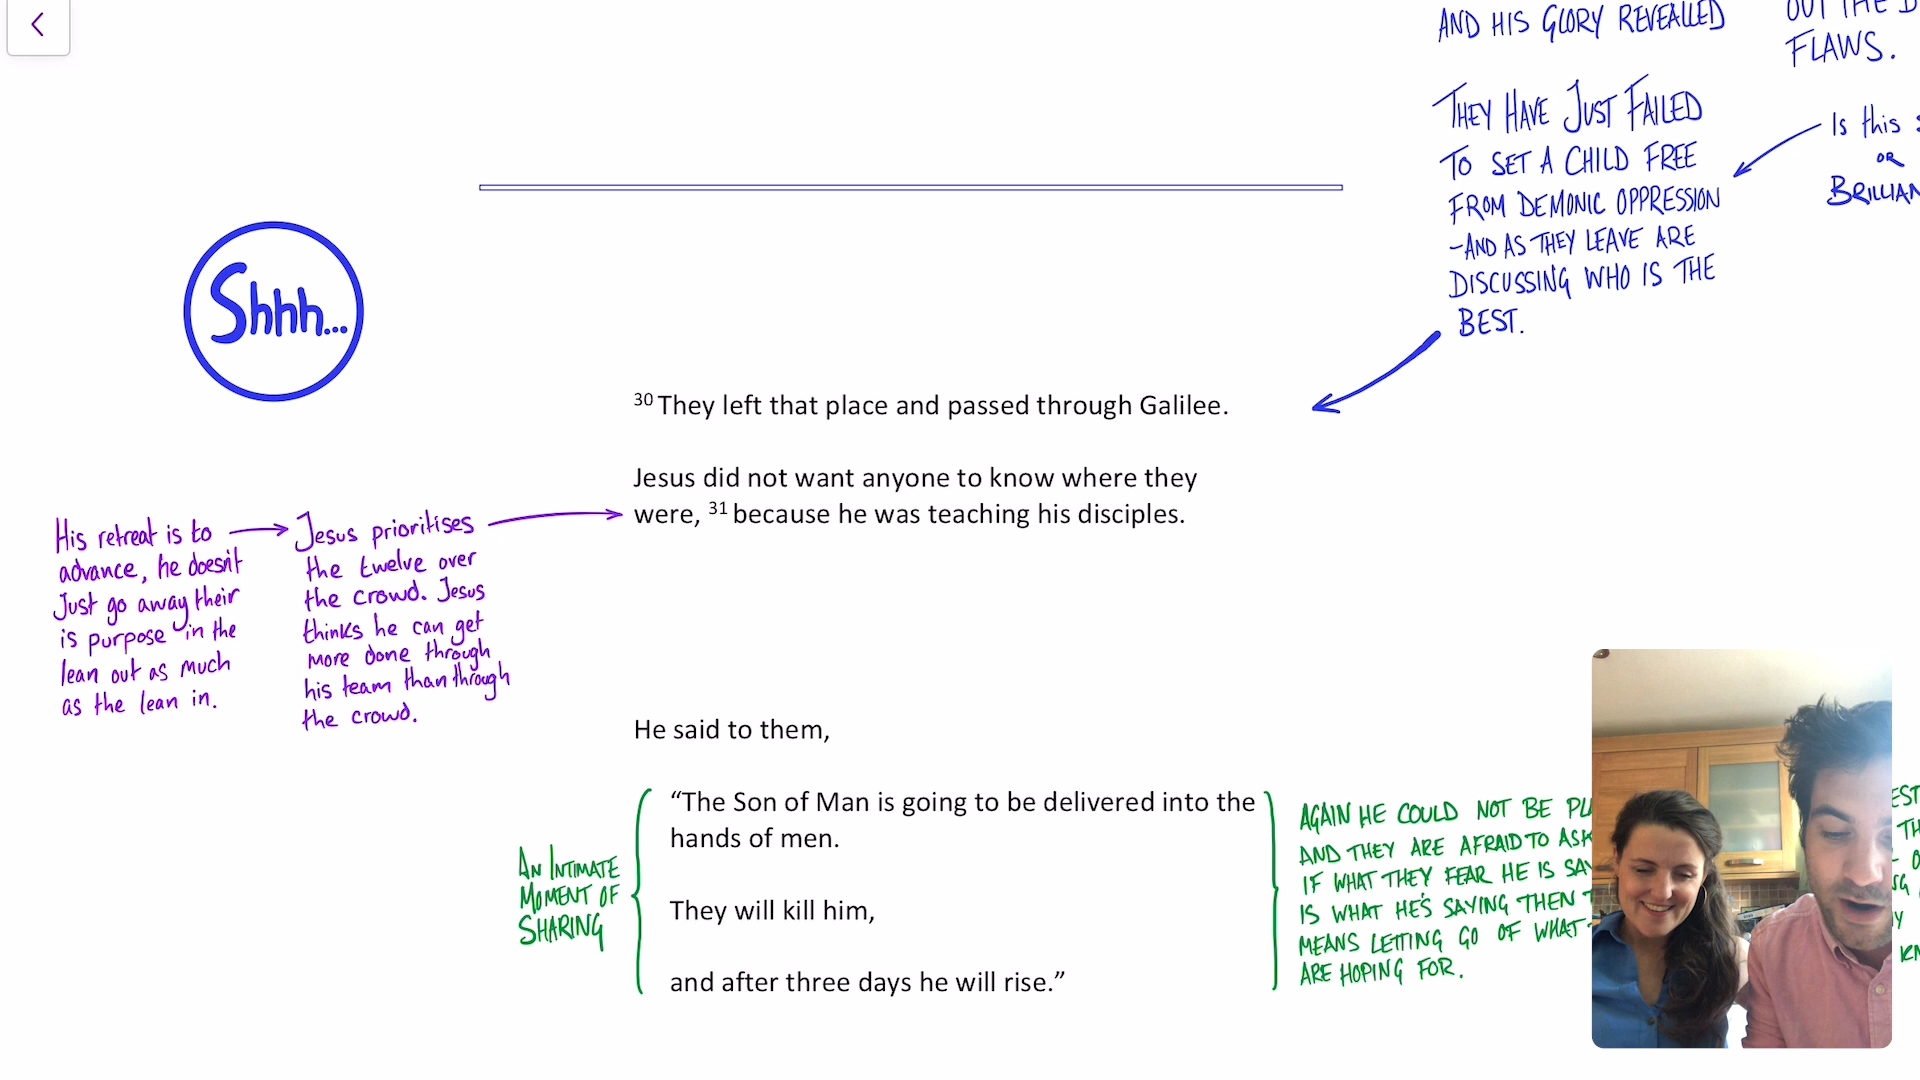 AND HIS GLORY REVEALLED
OUT THE
FLAWS.
THEY HAVE JUST FAILED
TO SET A CHILD FREE
FROM DEMONIC OPPRESSION
-AND AS THEY LEAVE ARE
DISCUSSING WHO IS THE
BEST.
Is this
OR
Shhh...
30 They left that place and passed through Galilee.
Jesus did not want anyone to know where they
were, 31 because he was teaching his disciples.
His retreat is to
advance, he doesn't
Just go away their
is purpose in the
lean out as much
as the lean in.
Jesus prioritises
the twelve over
the crowd. Jesus
thinks he can get
more done through
his team than through
the crowd.
He said to them,
“The Son of Man is going to be delivered into the
hands of men.
They will kill him,
and after three days he will rise.”
AN INTIMATE
MOMENT OF
SHARING
AGAIN HE COULD NOT BE
AND THEY ARE AFRAID TO ASK
IF WHAT THEY FEAR HE IS
IS WHAT HE'S SAYING THEN
MEANS LETTING GO OF WHAT
ARE HOPING FOR.